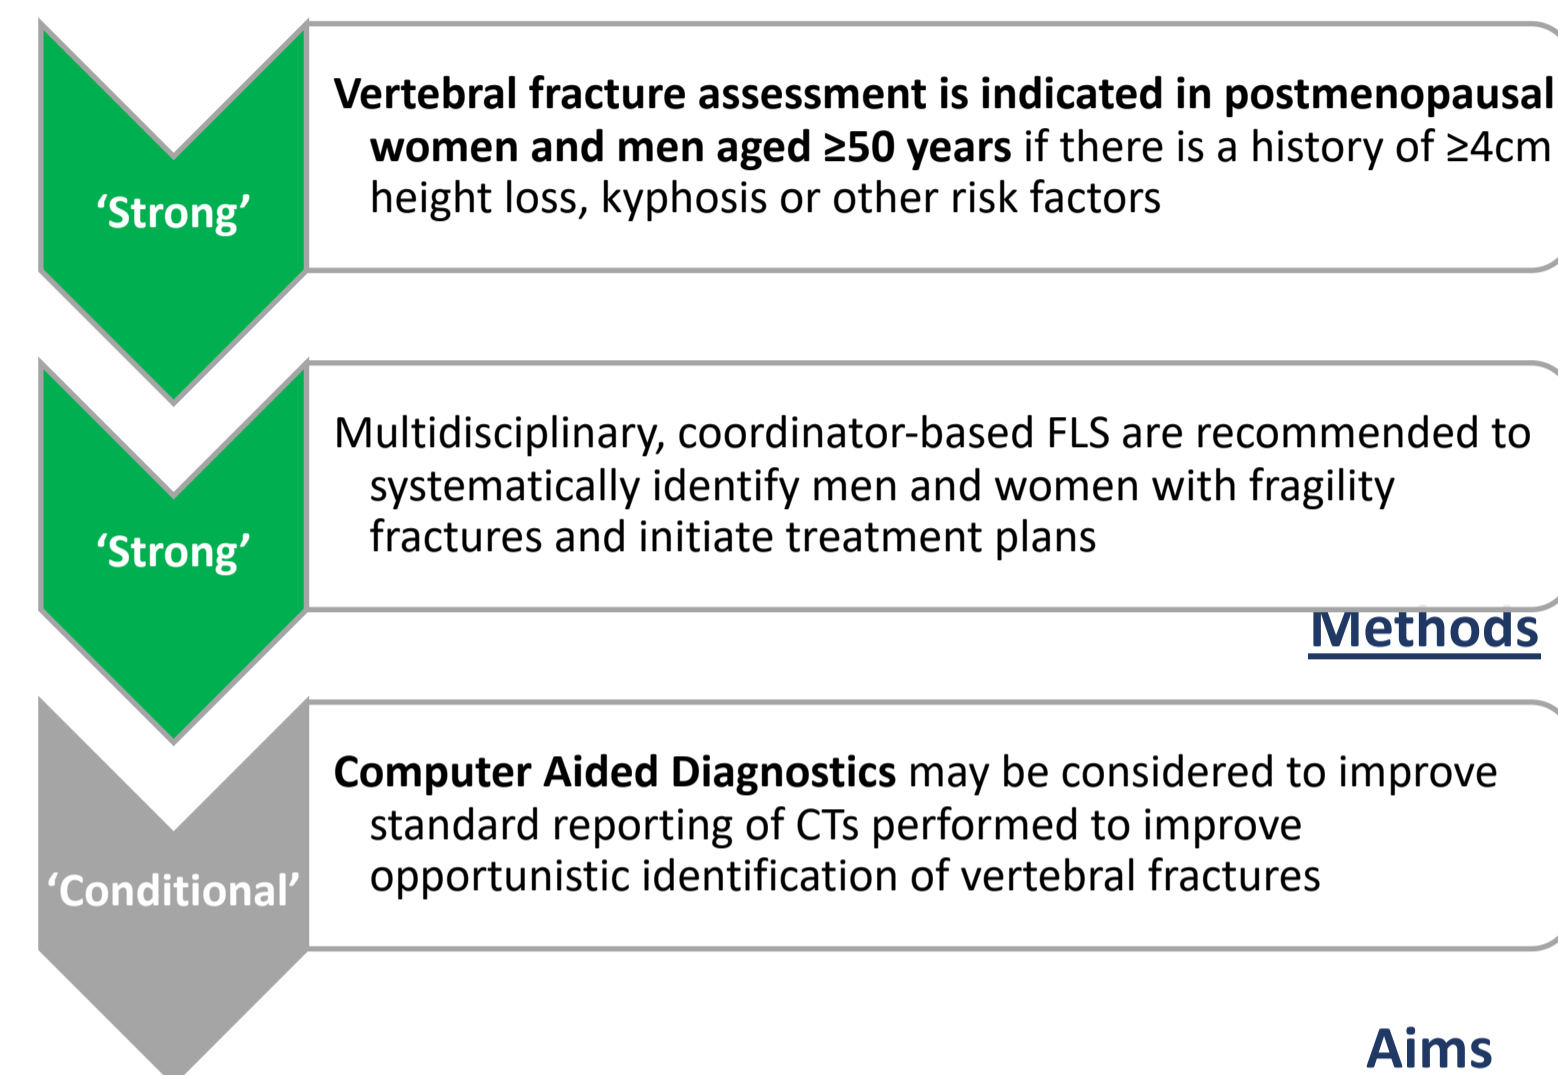 Vertebral fracture assessment is indicated in postmenopausal
women and men aged ≥50 years if there is a history of ≥4cm
height loss, kyphosis or other risk factors
‘Strong’
Multidisciplinary, coordinator-based FLS are recommended to
systematically identify men and women with fragility
fractures and initiate treatment plans
‘Strong’
Methods
Computer Aided Diagnostics may be considered to improve
standard reporting of CTs performed to improve
opportunistic identification of vertebral fractures
‘Conditional’
Aims